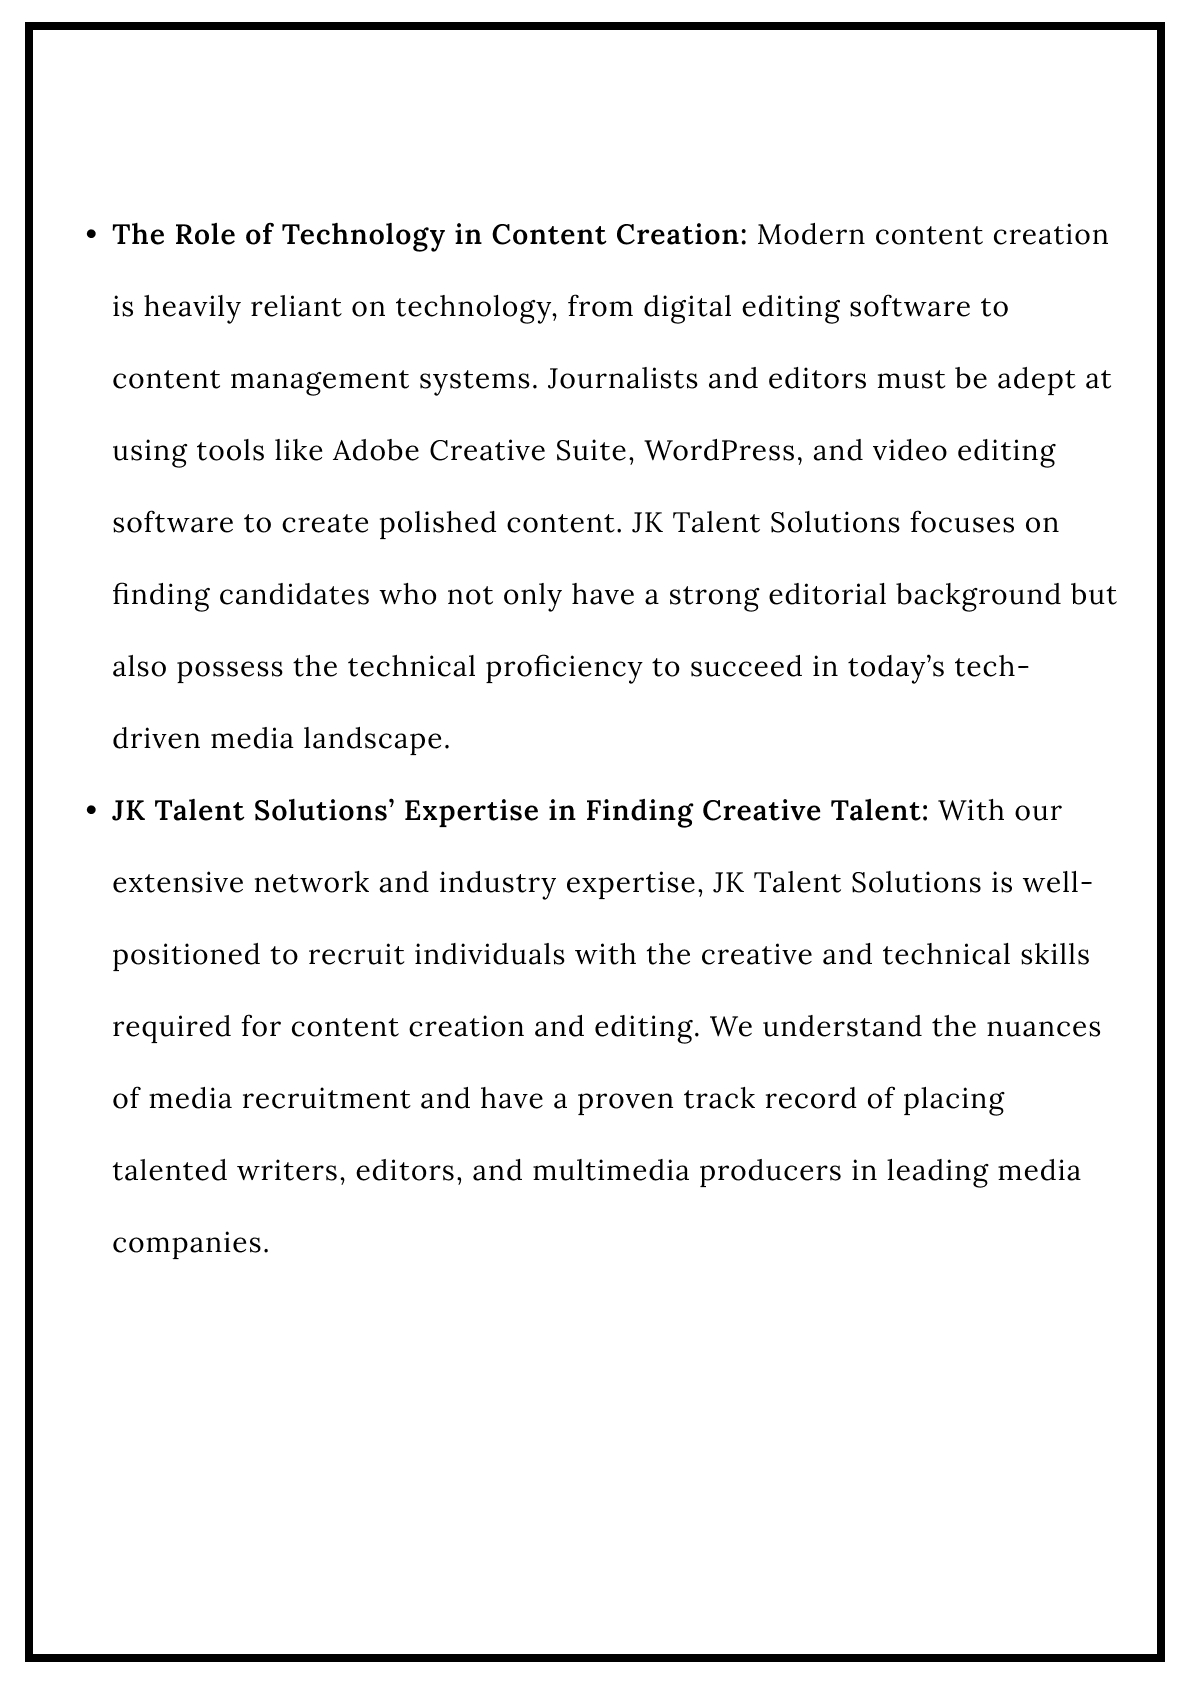 • The Role of Technology in Content Creation: Modern content creation
is heavily reliant on technology, from digital editing software to
content management systems. Journalists and editors must be adept at
using tools like Adobe Creative Suite, WordPress, and video editing
software to create polished content. JK Talent Solutions focuses on
finding candidates who not only have a strong editorial background but
also possess the technical proficiency to succeed in today’s tech-
driven media landscape.
• JK Talent Solutions’ Expertise in Finding Creative Talent: With our
extensive network and industry expertise, JK Talent Solutions is well-
positioned to recruit individuals with the creative and technical skills
required for content creation and editing. We understand the nuances
of media recruitment and have a proven track record of placing
talented writers, editors, and multimedia producers in leading media
companies.